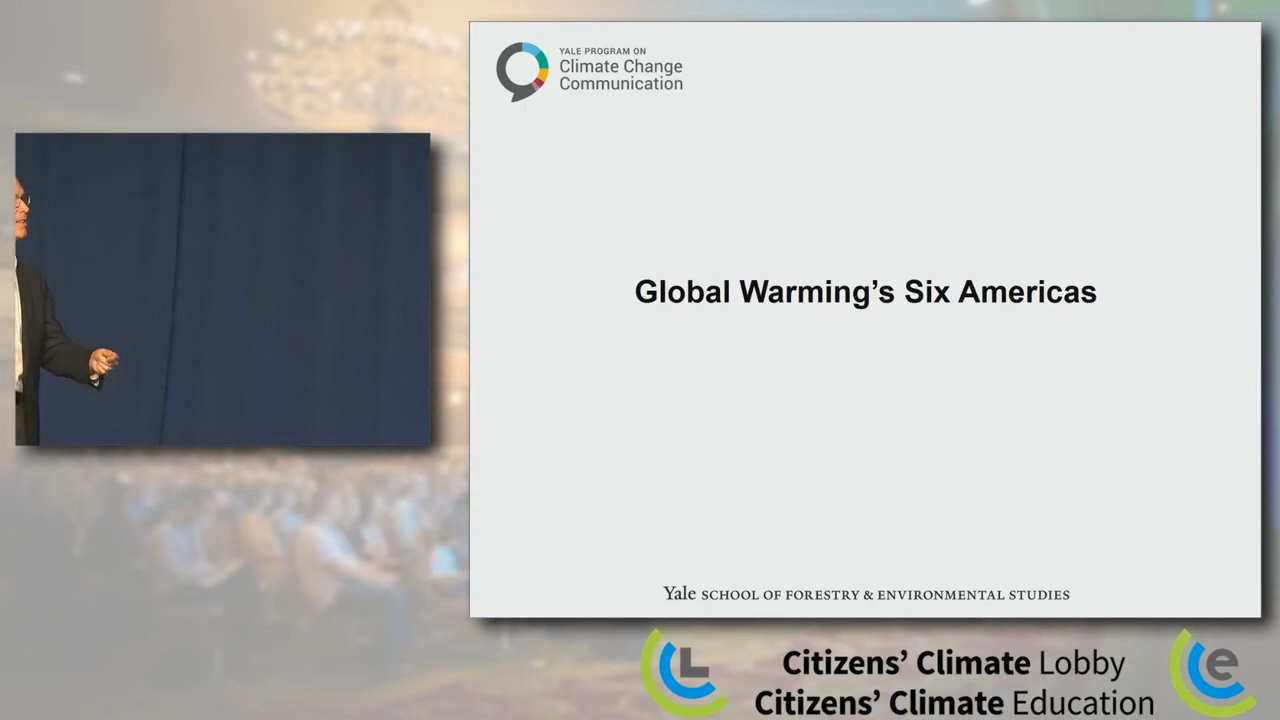 YALE PROGRAM ON
Climate Change
Communication
Global Warming’s Six Americas
Yale SCHOOL OF FORESTRY & ENVIRONMENTAL STUDIES
L
Citizens’ Climate Lobby
Citizens’ Climate Education
e